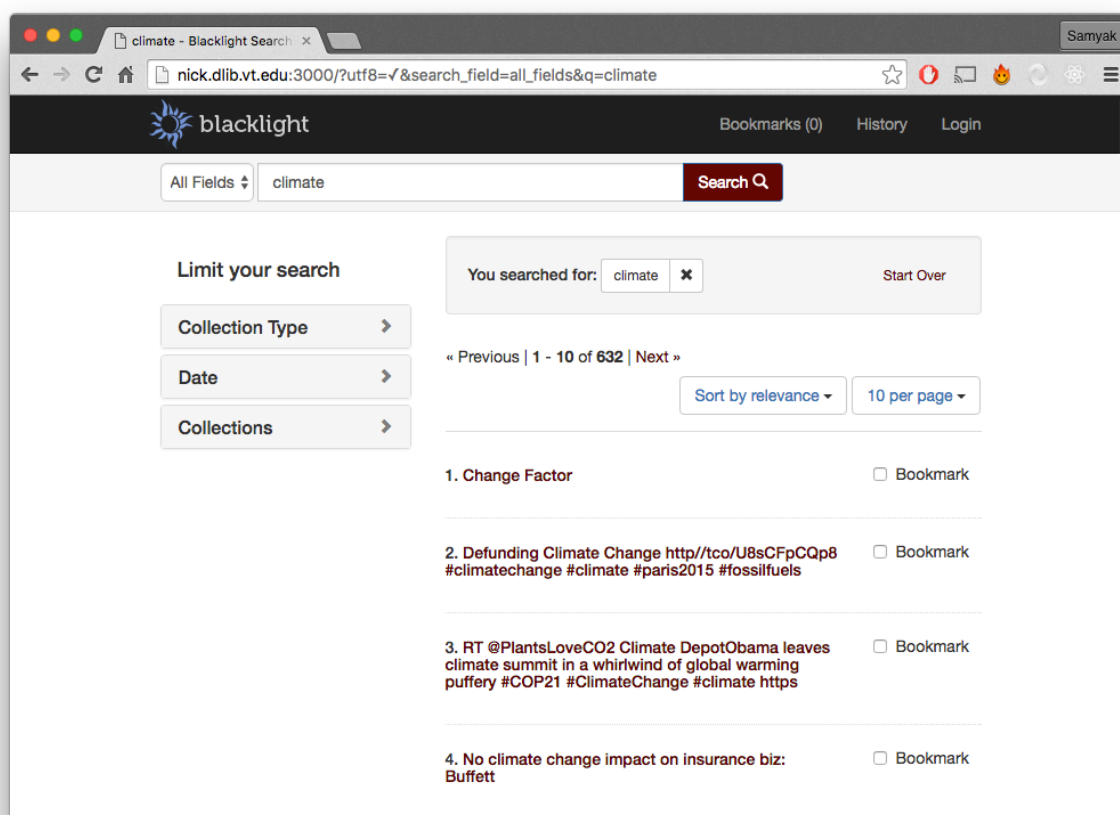 climate - Blacklight Search
Samyak
nick.dlib.vt.edu:3000/?utf8=✓&search_field=all_fields&q=climate
blacklight
Bookmarks (0) History Login
All Fields climate Search
Limit your search
You searched for: climate ✖ Start Over
Collection Type
« Previous | 1 - 10 of 632 | Next »
Date
Sort by relevance 10 per page
Collections
1. Change Factor Bookmark
2. Defunding Climate Change http//tco/U8sCFpCQp8 Bookmark
#climatechange #climate #paris2015 #fossilfuels
3. RT @PlantsLoveCO2 Climate DepotObama leaves Bookmark
climate summit in a whirlwind of global warming
puffery #COP21 #ClimateChange #climate https
4. No climate change impact on insurance biz: Bookmark
Buffett